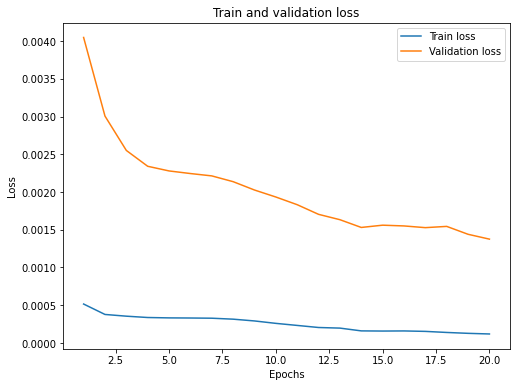 Train and validation loss
Train loss
Validation loss
0.0040
0.0035
0.0030
0.0025
0.0020
0.0015
0.0010
0.0005
0.0000
Loss
2.5 5.0 7.5 10.0 12.5 15.0 17.5 20.0
Epochs